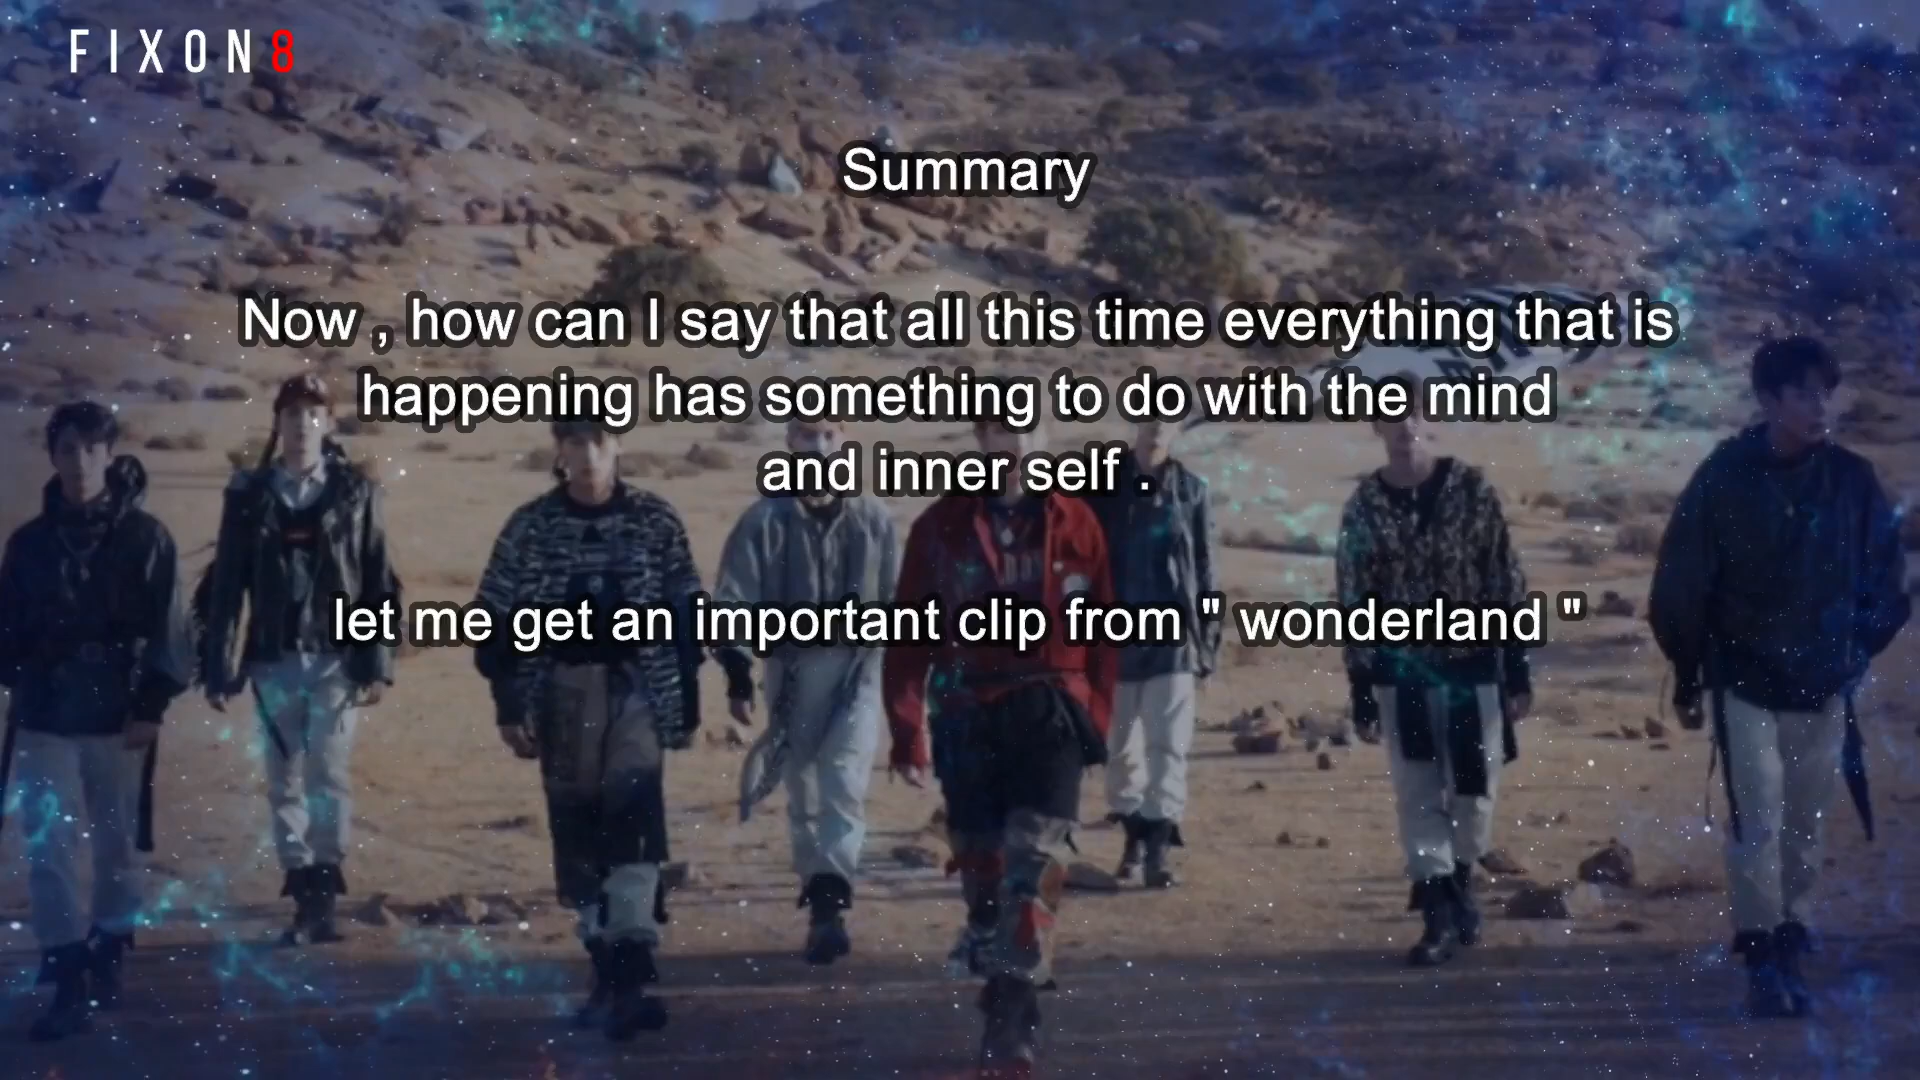 FIXON8
Summary
Now , how can I say that all this time everything that is
happening has something to do with the mind
and inner self .
let me get an important clip from " wonderland "